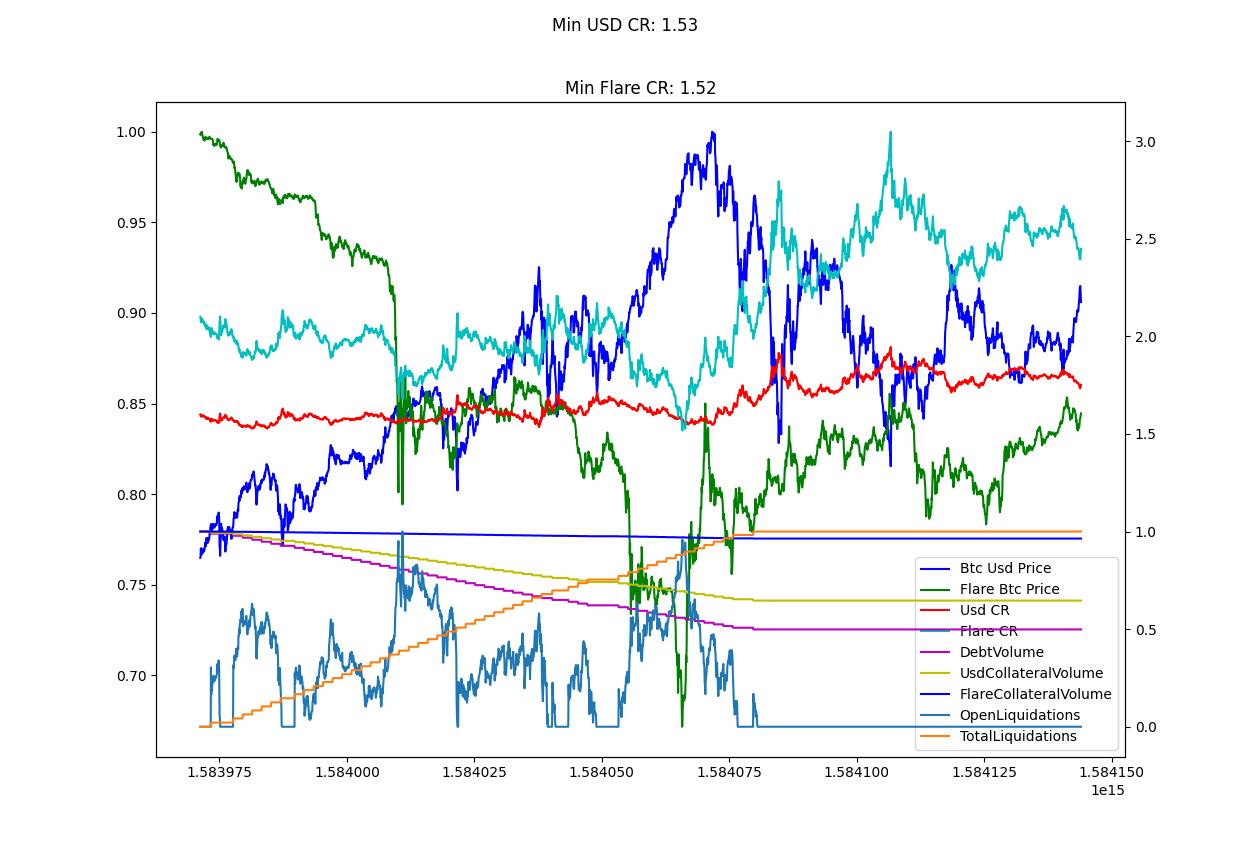 Min USD CR: 1.53
Min Flare CR: 1.52
1.00
0.95
0.90
0.85
0.80
0.75
0.70
3.0
2.5
2.0
1.5
1.0
0.5
0.0
Btc Usd Price
Flare Btc Price
Usd CR
Flare CR
DebtVolume
UsdCollateralVolume
FlareCollateralVolume
OpenLiquidations
TotalLiquidations
1.583975 1.584000 1.584025 1.584050 1.584075 1.584100 1.584125 1.584150
1e15